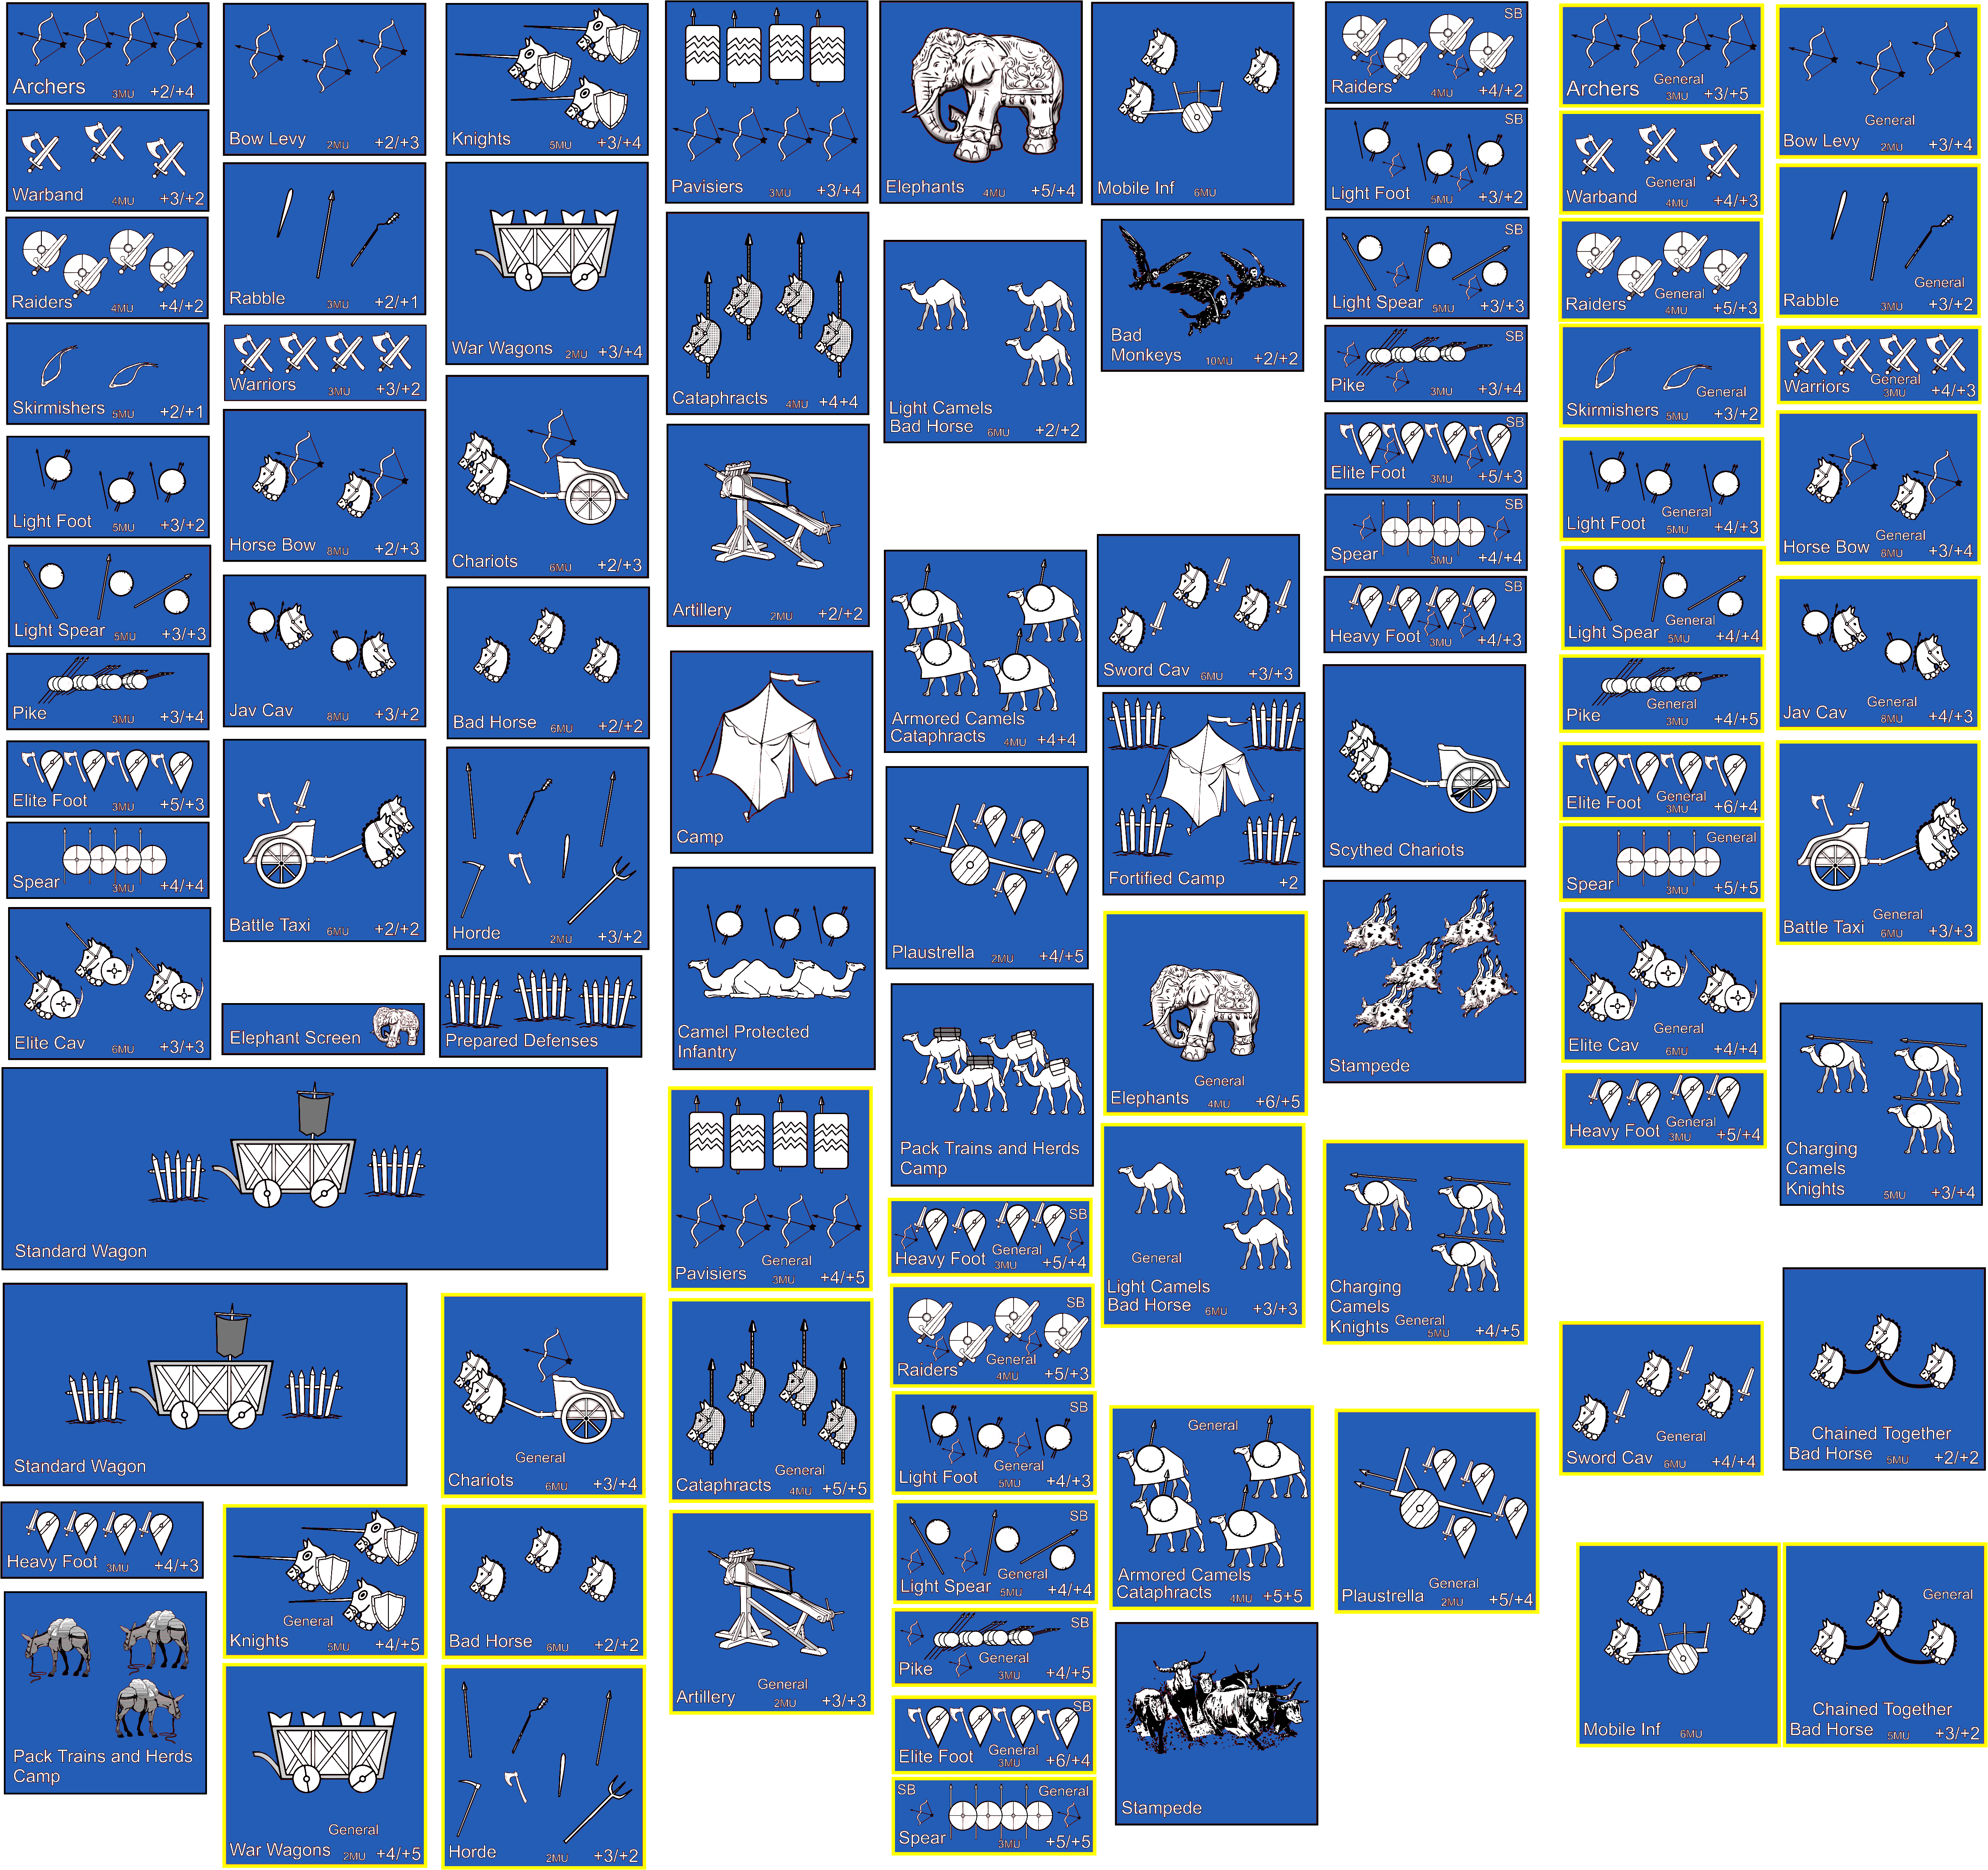 Archers 3MU +2/+4
Warband 4MU +3/+2
Raiders 4MU +4/+2
Skirmishers 5MU +2/+1
Light Foot 5MU +3/+2
Light Spear 5MU +3/+3
Pike 3MU +3/+4
Elite Foot 3MU +5/+3
Spear 3MU +4/+4
Elite Cav 6MU +3/+3
Standard Wagon
Standard Wagon
Heavy Foot 3MU +4/+3
Pack Trains and Herds
Camp
Bow Levy 2MU +2/+3
Rabble 3MU +2/+1
Warriors 3MU +3/+2
Horse Bow 8MU +2/+3
Jav Cav 8MU +3/+2
Battle Taxi 6MU +2/+2
Elephant Screen
General
Knights 5MU +4/+5
General
War Wagons 2MU +4/+5
Knights 5MU +3/+4
War Wagons 2MU +3/+4
Chariots 6MU +2/+3
Bad Horse 6MU +2/+2
Horde 2MU +3/+2
Prepared Defenses
General
Chariots 6MU +3/+4
Bad Horse 6MU +2/+2
Horde 2MU +3/+2
Pavisiers 3MU +3/+4
Cataphracts 4MU +4+4
Artillery 2MU +2/+2
Camp
Camel Protected
Infantry
General
Pavisiers 3MU +4/+5
General
Cataphracts 4MU +5/+5
General
Artillery 2MU +3/+3
Elephants 4MU +5/+4
Light Camels
Bad Horse 6MU +2/+2
Armored Camels
Cataphracts 4MU +4+4
Plaustrella 2MU +4/+5
Pack Trains and Herds
Camp
SB
General
Heavy Foot 3MU +5/+4
SB
General
Raiders 4MU +5/+3
SB
General
Light Foot 5MU +4/+3
SB
General
Light Spear 5MU +4/+4
SB
General
Pike 3MU +4/+5
SB
General
Elite Foot 3MU +6/+4
SB General
Spear 3MU +5/+5
Mobile Inf 6MU
Bad
Monkeys 10MU +2/+2
Sword Cav 6MU +3/+3
Fortified Camp +2
General
Elephants 4MU +6/+5
General
Light Camels
Bad Horse 6MU +3/+3
General
Armored Camels
Cataphracts 4MU +5+5
Stampede
SB
Raiders 4MU +4/+2
SB
Light Foot 5MU +3/+2
SB
Light Spear 5MU +3/+3
SB
Pike 3MU +3/+4
SB
Elite Foot 3MU +5/+3
Spear 3MU +4/+4
SB
Heavy Foot 3MU +4/+3
Scythed Chariots
Stampede
Charging
Camels
General
Knights 5MU +4/+5
General
Plaustrella 2MU +5/+4
General
Archers 3MU +3/+5
General
Warband 4MU +4/+3
General
Raiders 4MU +5/+3
General
Skirmishers 5MU +3/+2
General
Light Foot 5MU +4/+3
General
Light Spear 5MU +4/+4
General
Pike 3MU +4/+5
General
Elite Foot 3MU +6/+4
General
Spear 3MU +5/+5
General
Elite Cav 6MU +4/+4
General
Heavy Foot 3MU +5/+4
General
Sword Cav 6MU +4/+4
Mobile Inf 6MU
General
Bow Levy 2MU +3/+4
General
Rabble 3MU +3/+2
General
Warriors 3MU +4/+3
General
Horse Bow 8MU +3/+4
General
Jav Cav 8MU +4/+3
General
Battle Taxi 6MU +3/+3
Charging
Camels
Knights 5MU +3/+4
Chained Together
Bad Horse 5MU +2/+2
General
Chained Together
Bad Horse 5MU +3/+2